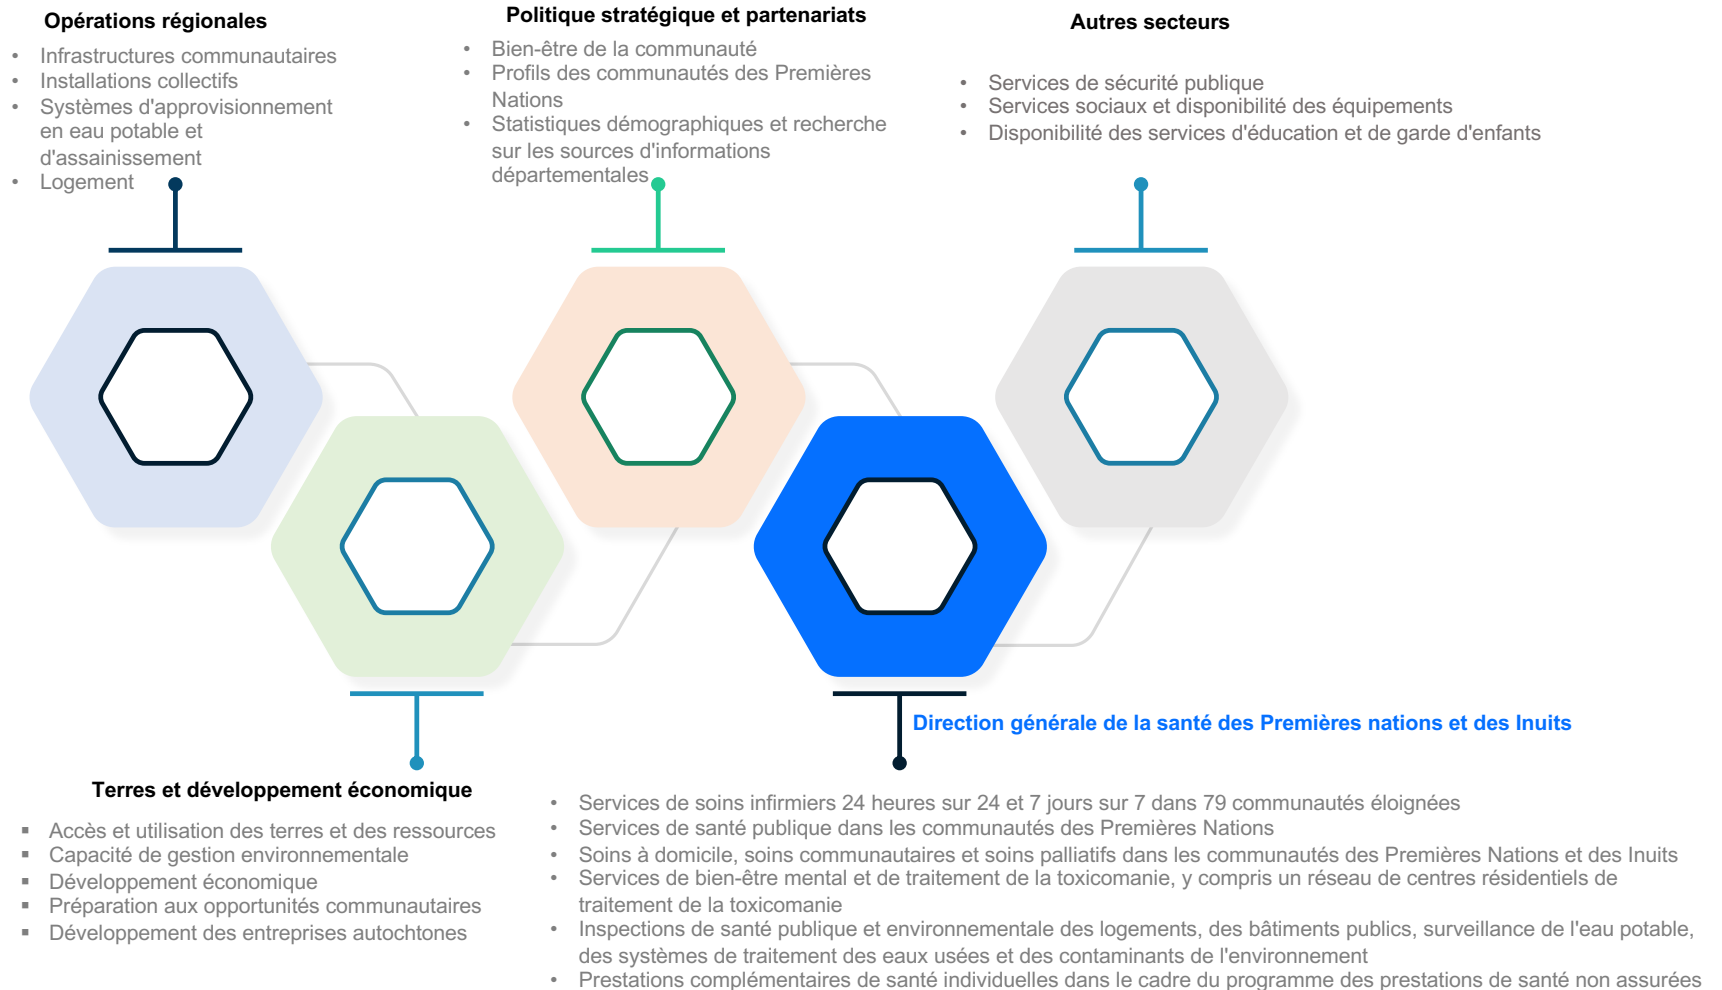 Opérations régionales
• Infrastructures communautaires
• Installations collectifs
• Systèmes d'approvisionnement
en eau potable et
d'assainissement
• Logement
Politique stratégique et partenariats
• Bien-être de la communauté
• Profils des communautés des Premières
Nations
• Statistiques démographiques et recherche
sur les sources d'informations
départementales
Autres secteurs
• Services de sécurité publique
• Services sociaux et disponibilité des équipements
• Disponibilité des services d'éducation et de garde d'enfants
Terres et développement économique
▪ Accès et utilisation des terres et des ressources
▪ Capacité de gestion environnementale
▪ Développement économique
▪ Préparation aux opportunités communautaires
▪ Développement des entreprises autochtones
Direction générale de la santé des Premières nations et des Inuits
• Services de soins infirmiers 24 heures sur 24 et 7 jours sur 7 dans 79 communautés éloignées
• Services de santé publique dans les communautés des Premières Nations
• Soins à domicile, soins communautaires et soins palliatifs dans les communautés des Premières Nations et des Inuits
• Services de bien-être mental et de traitement de la toxicomanie, y compris un réseau de centres résidentiels de
traitement de la toxicomanie
• Inspections de santé publique et environnementale des logements, des bâtiments publics, surveillance de l'eau potable,
des systèmes de traitement des eaux usées et des contaminants de l'environnement
• Prestations complémentaires de santé individuelles dans le cadre du programme des prestations de santé non assurées